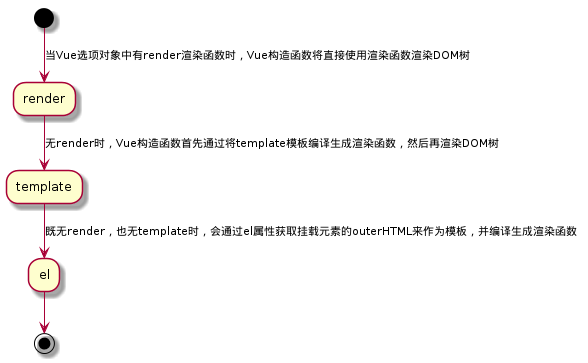 当Vue选项对象中有render渲染函数时，Vue构造函数将直接使用渲染函数渲染DOM树
render
无render时，Vue构造函数首先通过将template模板编译生成渲染函数，然后再渲染DOM树
template
既无render，也无template时，会通过el属性获取挂载元素的outerHTML来作为模板，并编译生成渲染函数
el